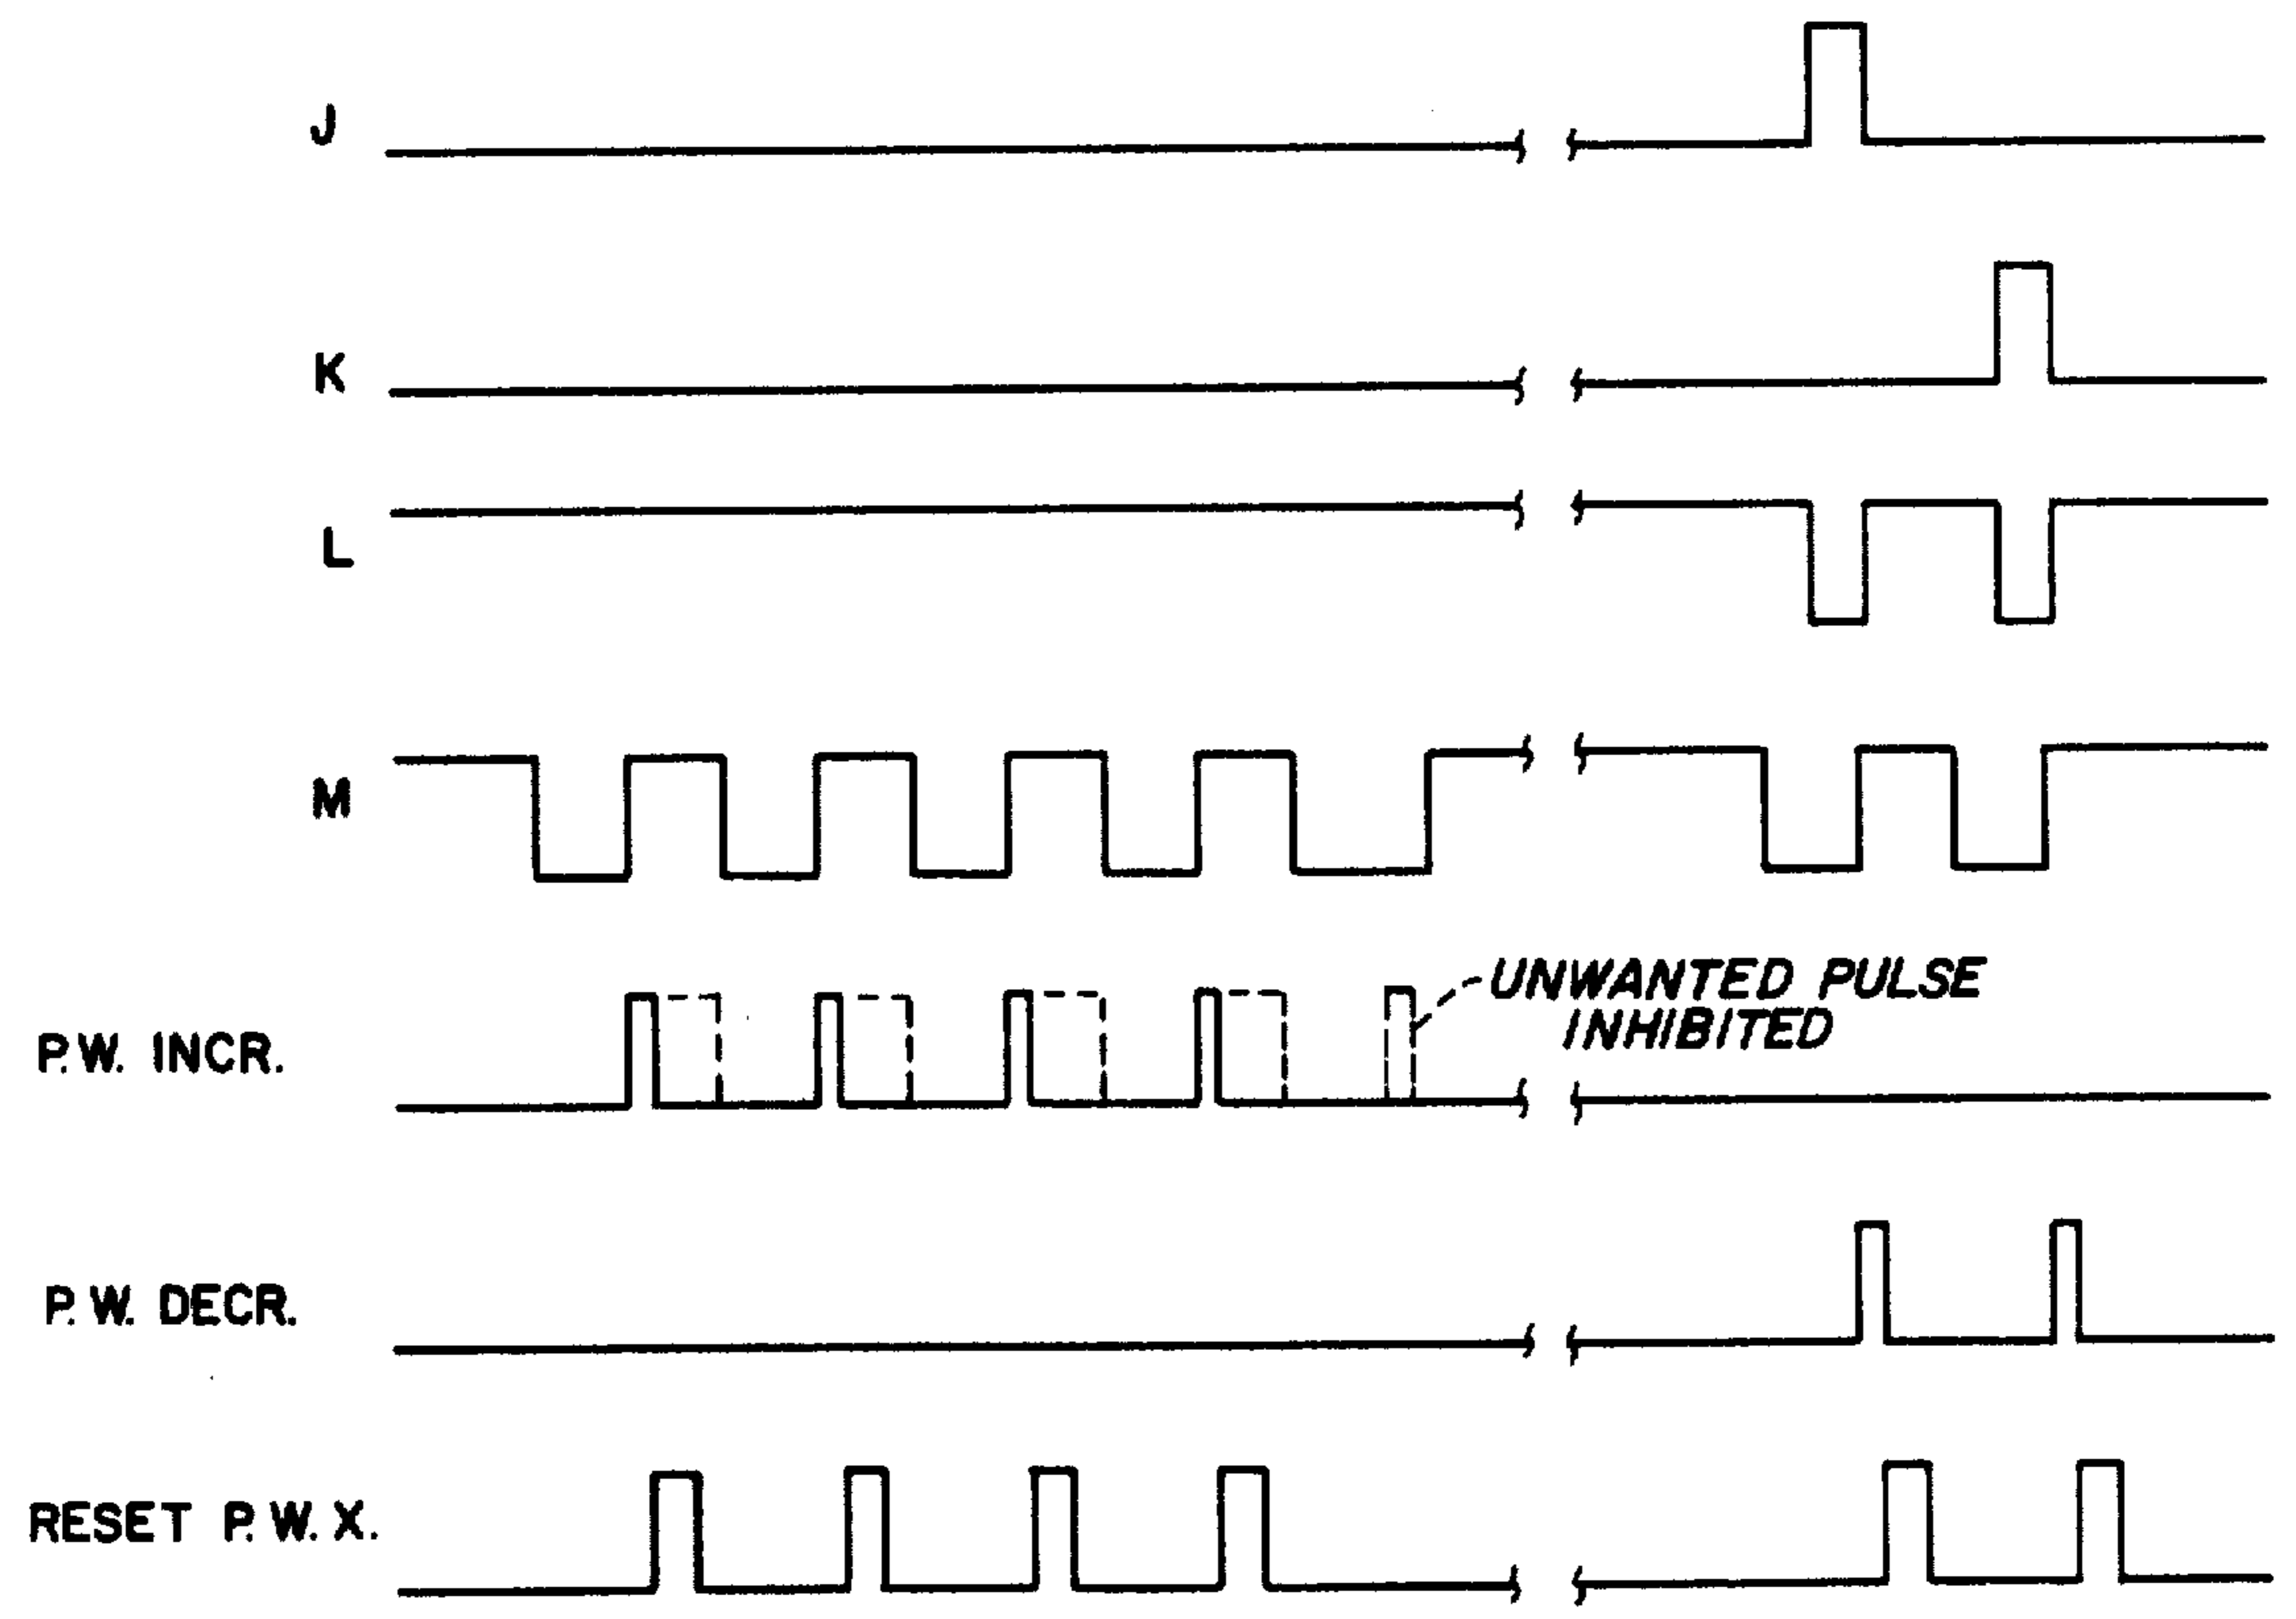 J
K
L
M
UNWANTED PULSE
INHIBITED
P.W. INCR.
P.W. DECR.
RESET P.W.X.